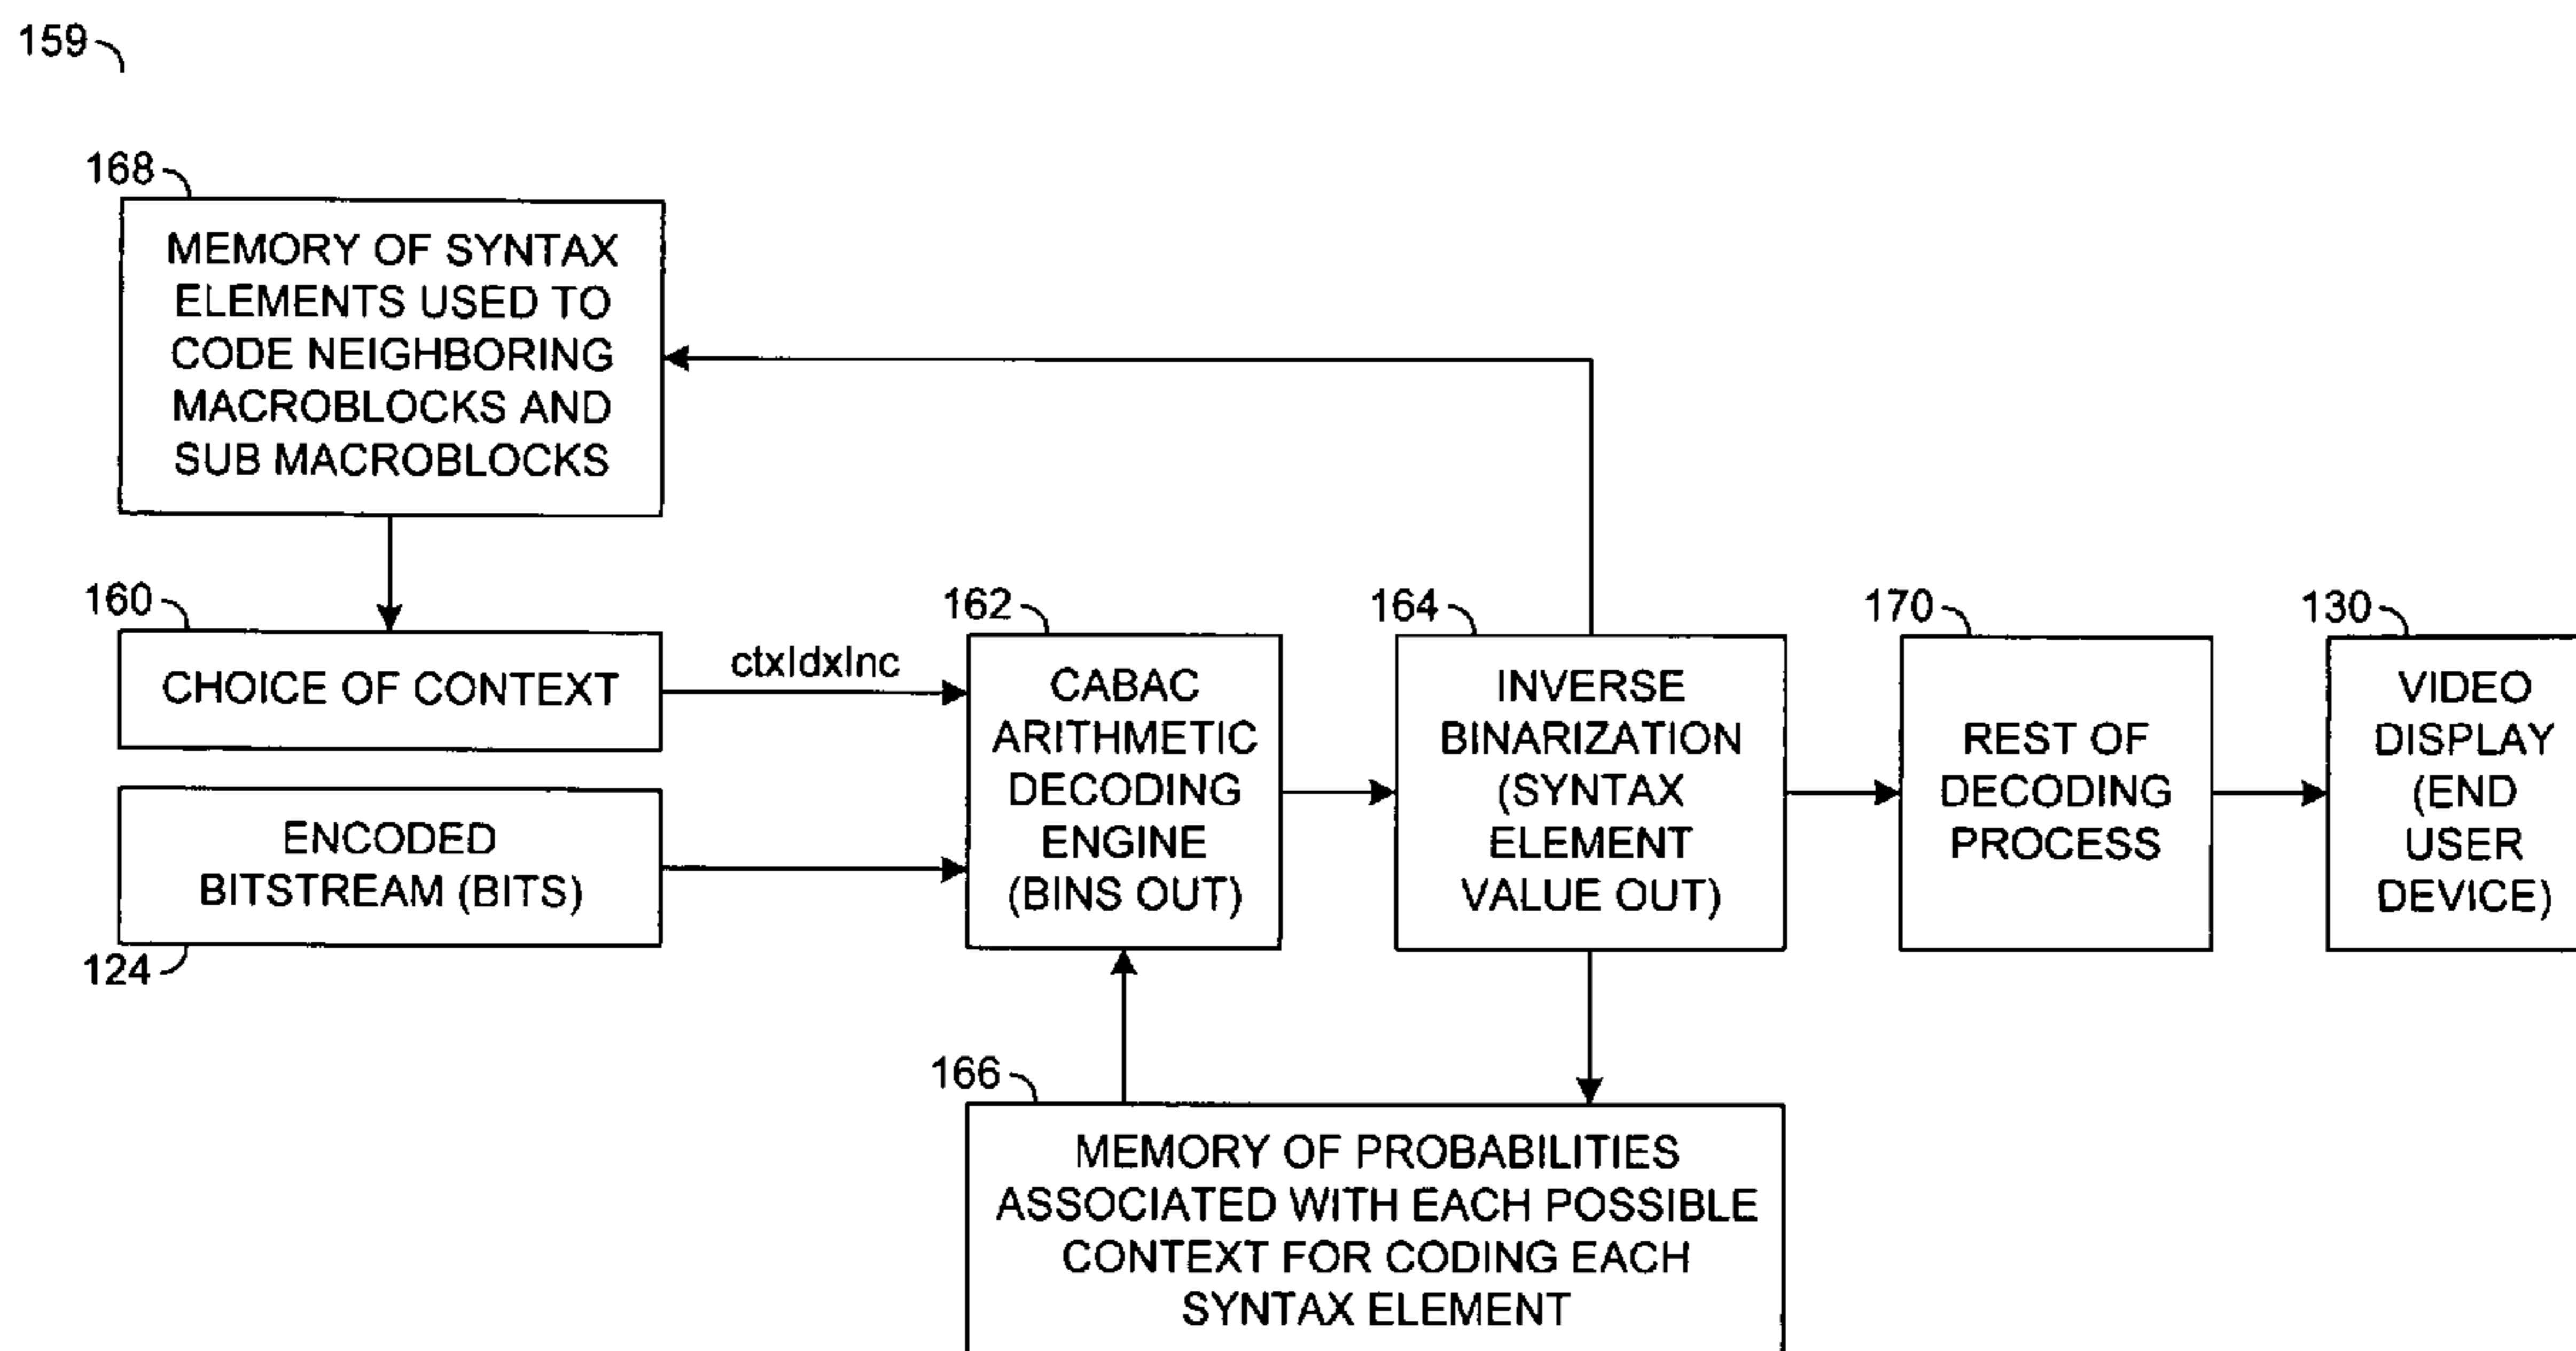 159
168
MEMORY OF SYNTAX
ELEMENTS USED TO
CODE NEIGHBORING
MACROBLOCKS AND
SUB MACROBLOCKS
160
CHOICE OF CONTEXT
ctxIdxInc
ENCODED
BITSTREAM (BITS)
124
162
CABAC
ARITHMETIC
DECODING
ENGINE
(BINS OUT)
164
INVERSE
BINARIZATION
(SYNTAX
ELEMENT
VALUE OUT)
170
REST OF
DECODING
PROCESS
130
VIDEO
DISPLAY
(END
USER
DEVICE)
166
MEMORY OF PROBABILITIES
ASSOCIATED WITH EACH POSSIBLE
CONTEXT FOR CODING EACH
SYNTAX ELEMENT